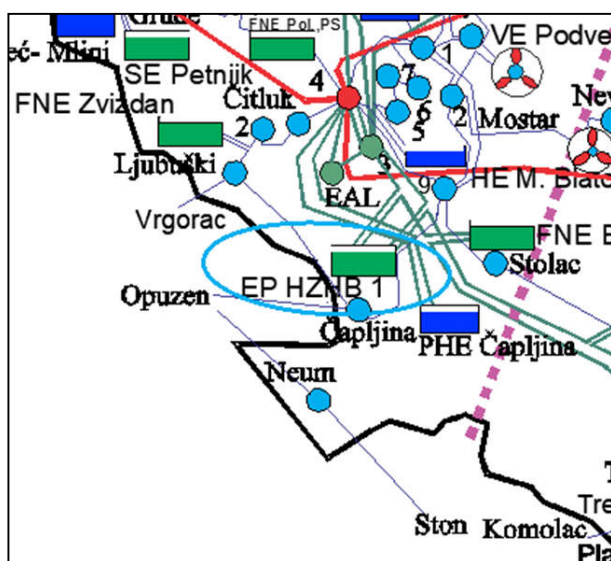 FNE Pol,PS
eć- Mlini
SE Petnjik
4
7
1
VE Podve
FNE Zvizdan
Čitluk
2
6
2
5
Mostar
Nev
Ljubuški
3
EAL
9
HE M. Blato
Vrgorac
FNE
Stolac
EP HZHB 1
Opuzen
Čapljina
PHE Čapljina
Neum
Ston
Komolac
Tre
Pla